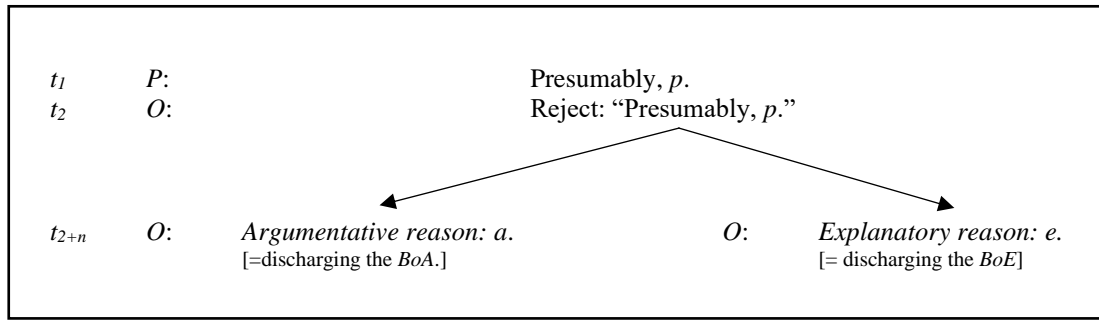 t1 P: Presumably, p.
t2 O: Reject: “Presumably, p.”
t2+n O: Argumentative reason: a. O: Explanatory reason: e.
[=discharging the BoA.] [= discharging the BoE]